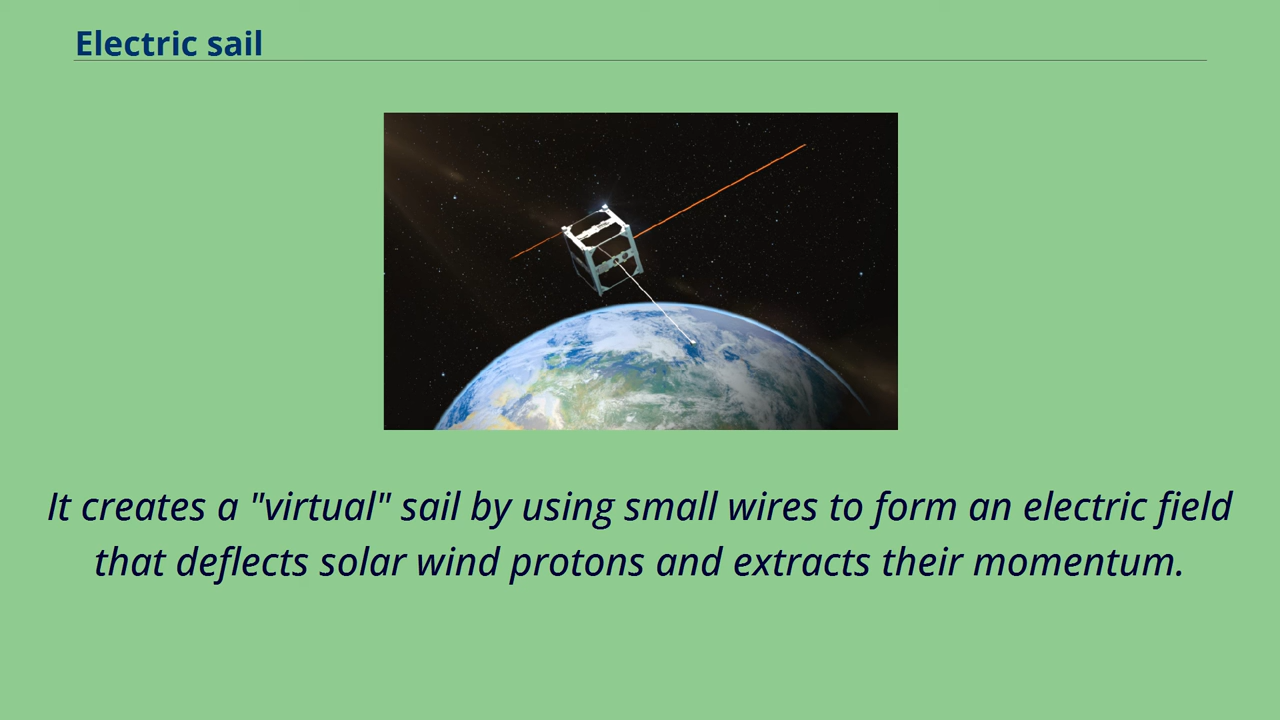 Electric sail
It creates a "virtual" sail by using small wires to form an electric field
that deflects solar wind protons and extracts their momentum.